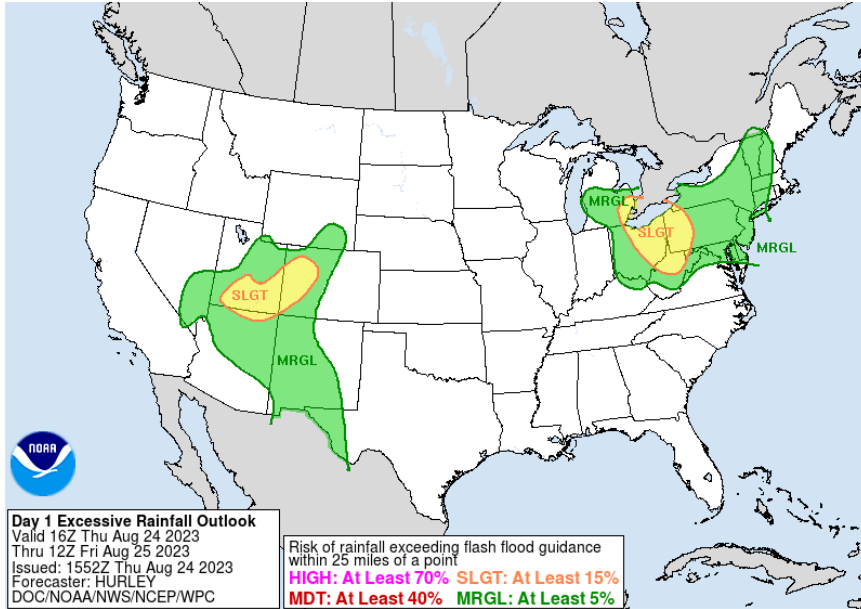 MRGL
SLGT
MRGL
SLGT
MRGL
NOAA
Day 1 Excessive Rainfall Outlook
Valid 16Z Thu Aug 24 2023
Thru 12Z Fri Aug 25 2023
Issued: 1552Z Thu Aug 24 2023
Forecaster: HURLEY
DOC/NOAA/NWS/NCEP/WPC
Risk of rainfall exceeding flash flood guidance
within 25 miles of a point
HIGH: At Least 70% SLGT: At Least 15%
MDT: At Least 40% MRGL: At Least 5%